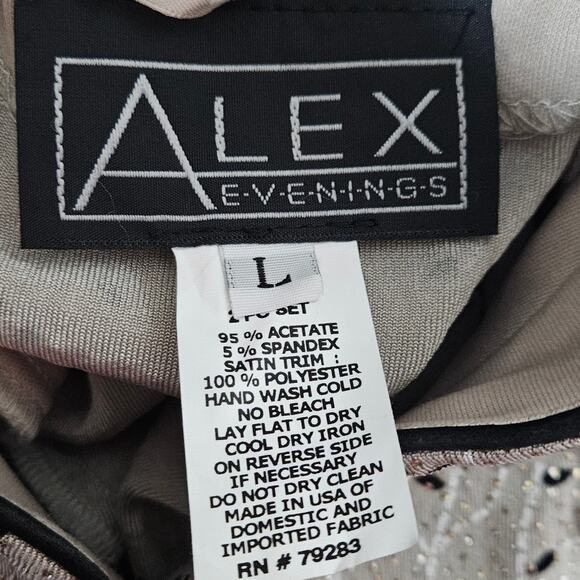 ALEX
E-V-E-N-I-N-G-S
L
2 PC SET
95 % ACETATE
5 % SPANDEX
SATIN TRIM :
100 % POLYESTER
HAND WASH COLD
NO BLEACH
LAY FLAT TO DRY
COOL DRY IRON
ON REVERSE SIDE
IF NECESSARY
DO NOT DRY CLEAN
MADE IN USA OF
DOMESTIC AND
IMPORTED FABRIC
RN # 79283